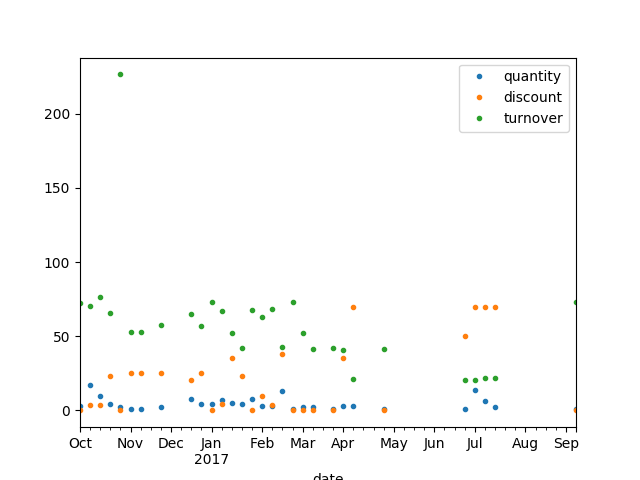 quantity
discount
turnover
200
150
100
50
0
Oct Nov Dec Jan Feb Mar Apr May Jun Jul Aug Sep
2017
date